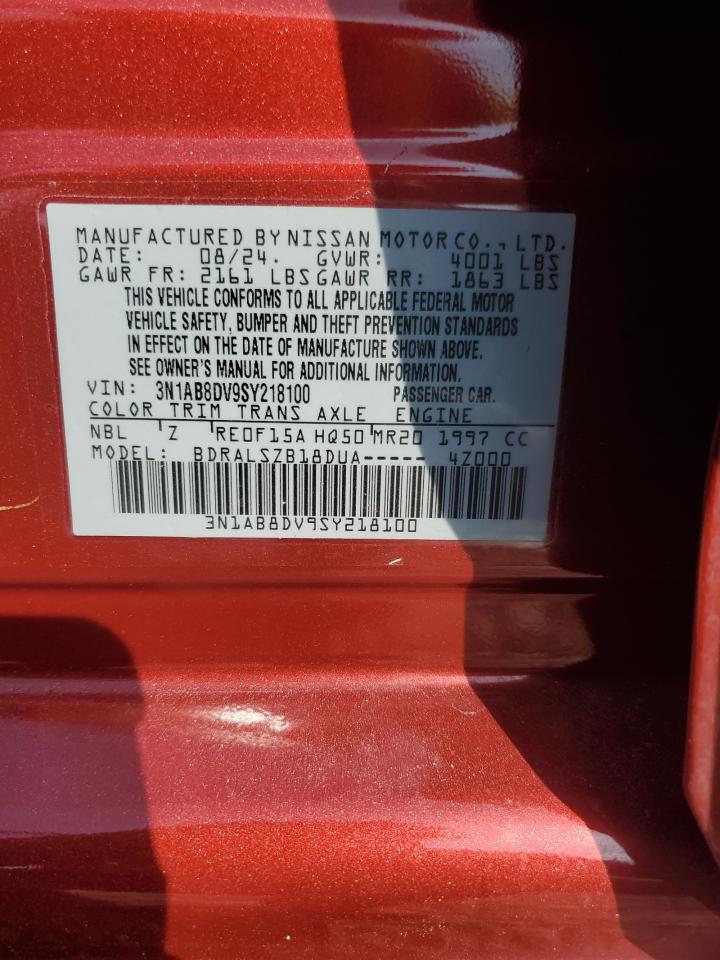 MANUFACTURED BY NISSAN MOTOR CO., LTD.
DATE: 08/24. GVWR: 4001 LBS
GAWR FR: 2161 LBS GAWR RR: 1863 LBS
THIS VEHICLE CONFORMS TO ALL APPLICABLE FEDERAL MOTOR
VEHICLE SAFETY, BUMPER AND THEFT PREVENTION STANDARDS
IN EFFECT ON THE DATE OF MANUFACTURE SHOWN ABOVE.
SEE OWNER'S MANUAL FOR ADDITIONAL INFORMATION.
VIN: 3N1AB8DV9SY218100 PASSENGER CAR.
COLOR TRIM TRANS AXLE ENGINE
NBL Z RE0F15A HQ50 MR20 1997 CC
MODEL: BDRALSZB18DUA-----4Z000
3N1AB8DV9SY218100